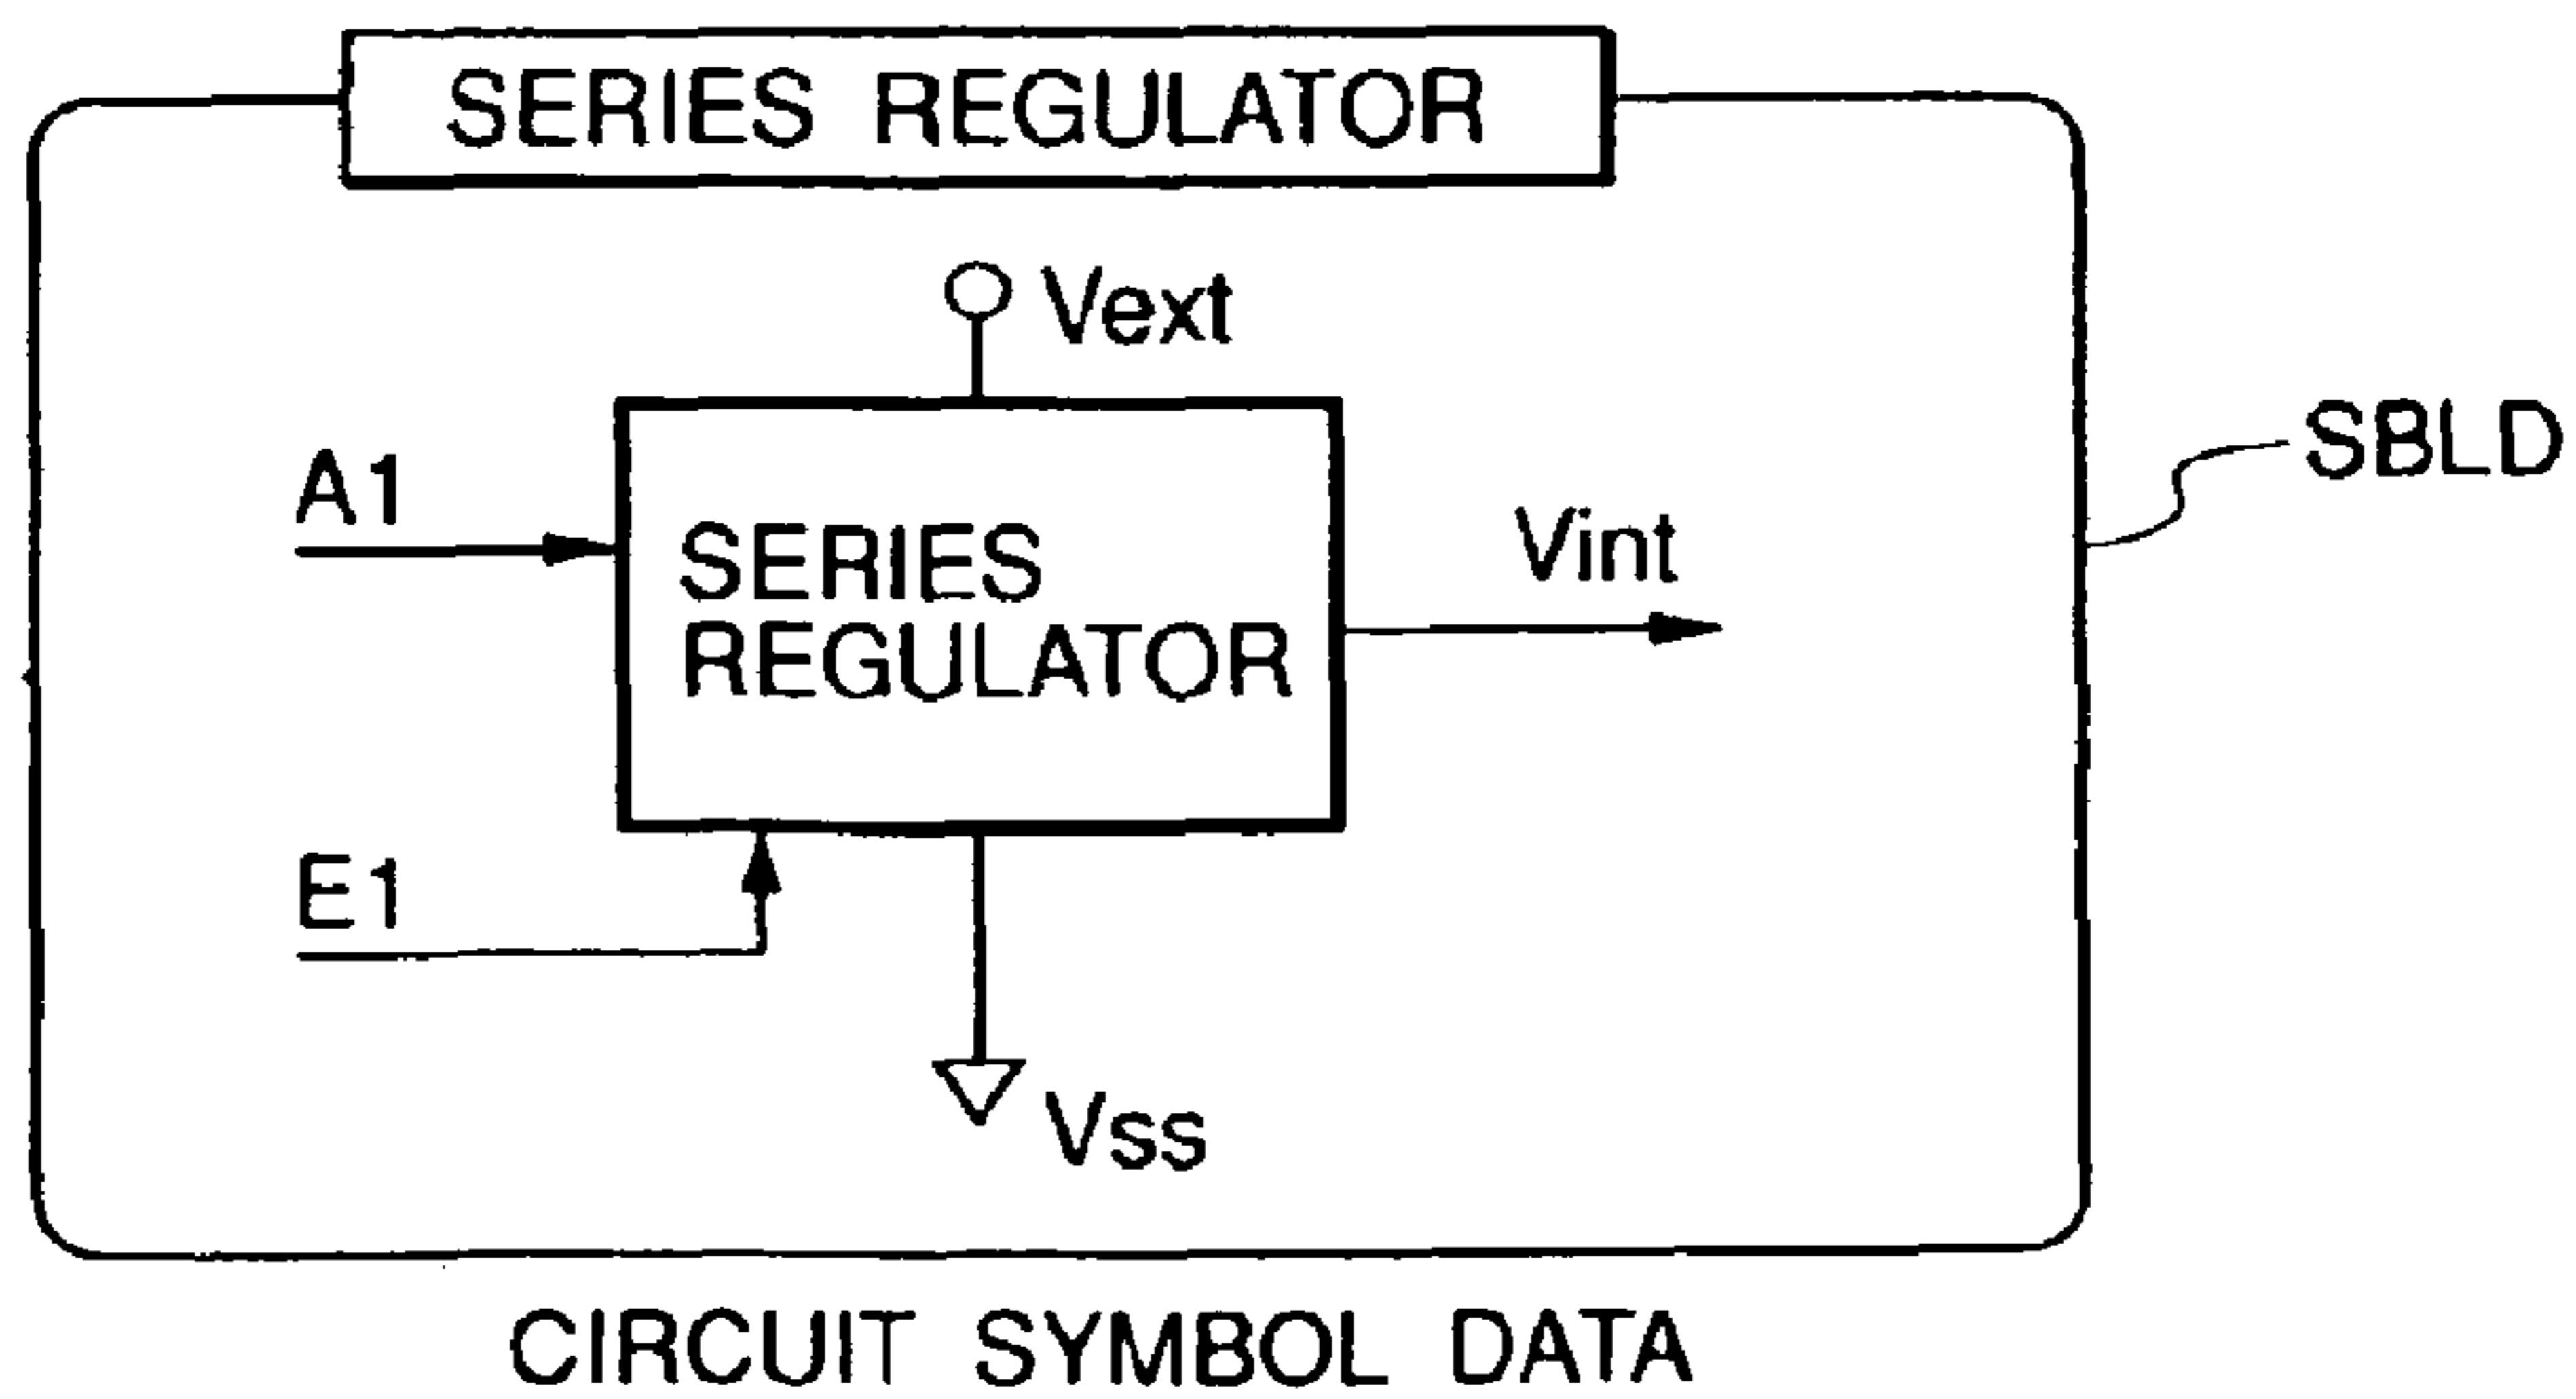 SERIES REGULATOR
Vext
A1
SBLD
SERIES
REGULATOR
Vint
E1
Vss
CIRCUIT SYMBOL DATA